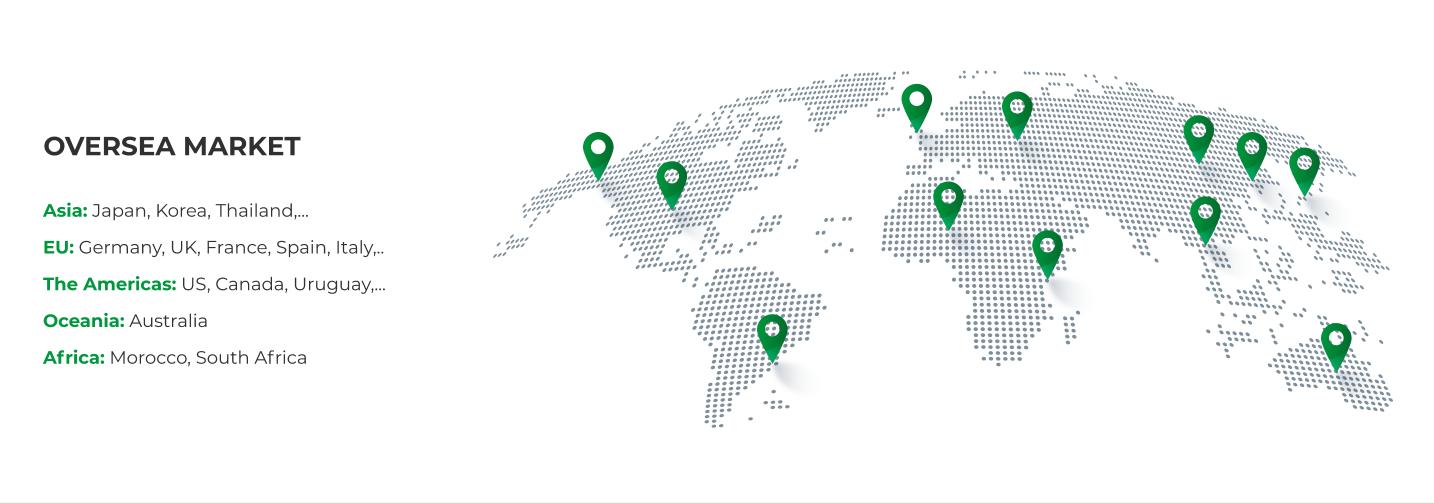 OVERSEA MARKET
Asia: Japan, Korea, Thailand,...
EU: Germany, UK, France, Spain, Italy,..
The Americas: US, Canada, Uruguay,...
Oceania: Australia
Africa: Morocco, South Africa